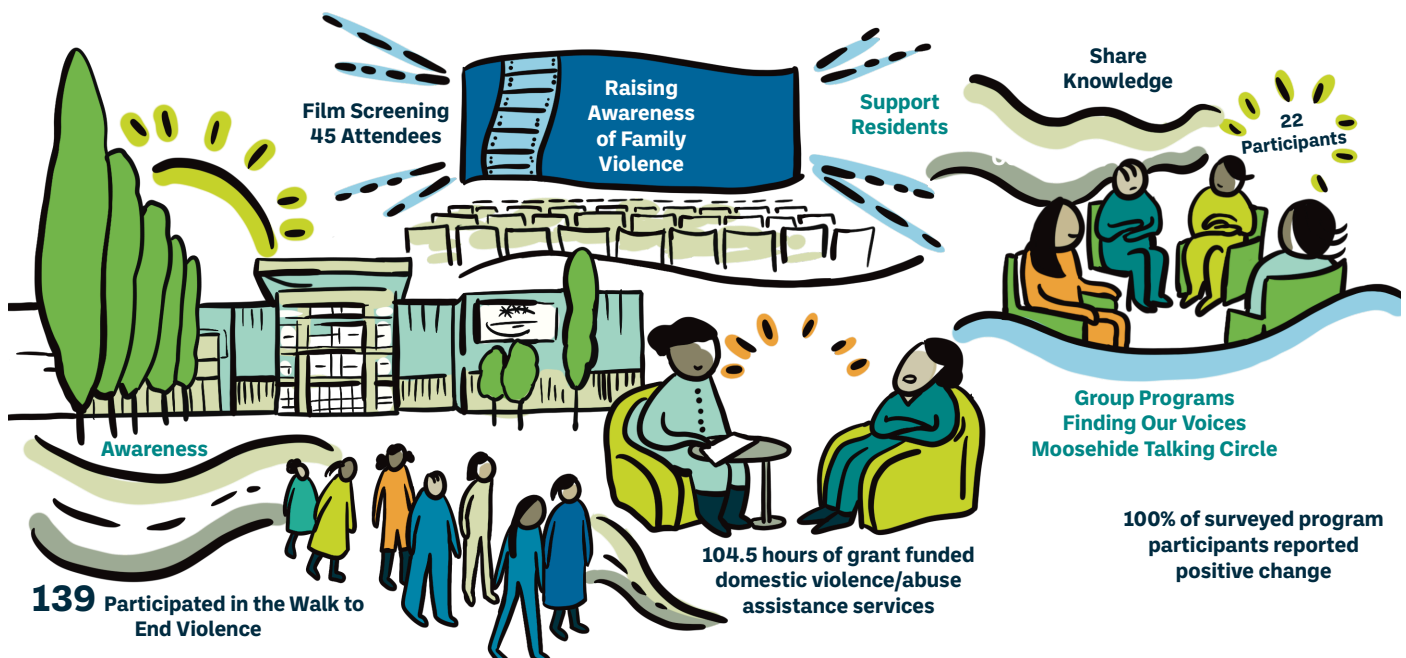 Film Screening
45 Attendees
Raising
Awareness
of Family
Violence
Support
Residents
Share
Knowledge
22
Participants
Awareness
139 Participated in the Walk to
End Violence
104.5 hours of grant funded
domestic violence/abuse
assistance services
Group Programs
Finding Our Voices
Moosehide Talking Circle
100% of surveyed program
participants reported
positive change